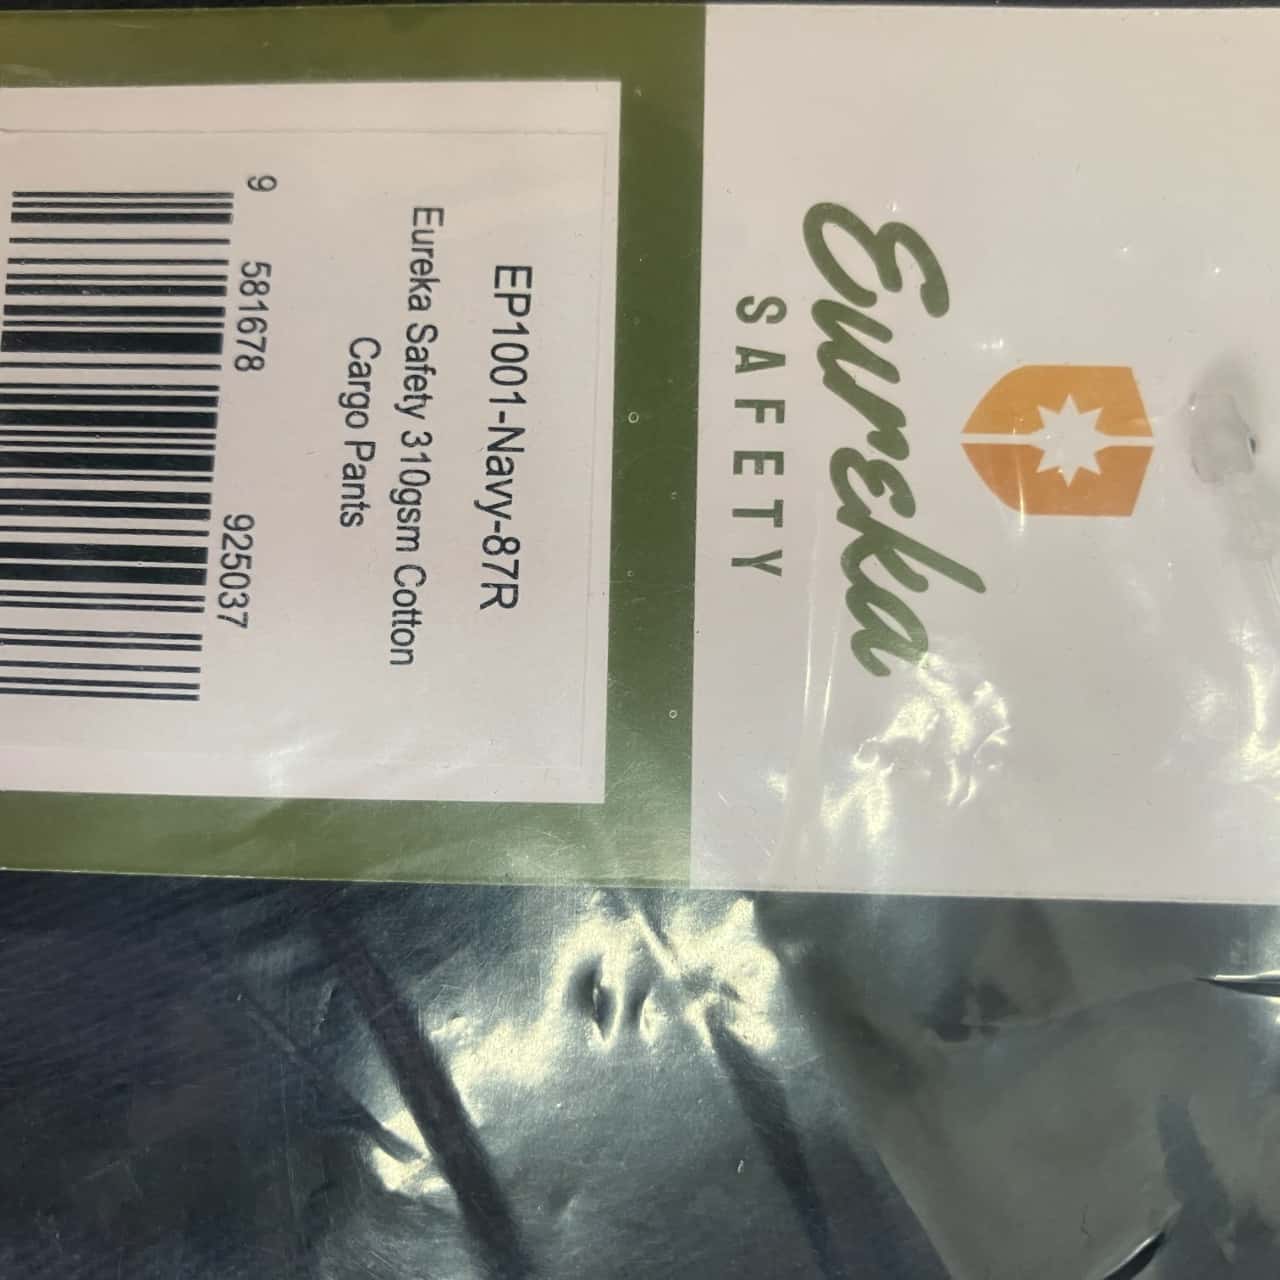 Eureka
SAFETY
EP1001-Navy-87R
Eureka Safety 310gsm Cotton
Cargo Pants
9 581678 925037